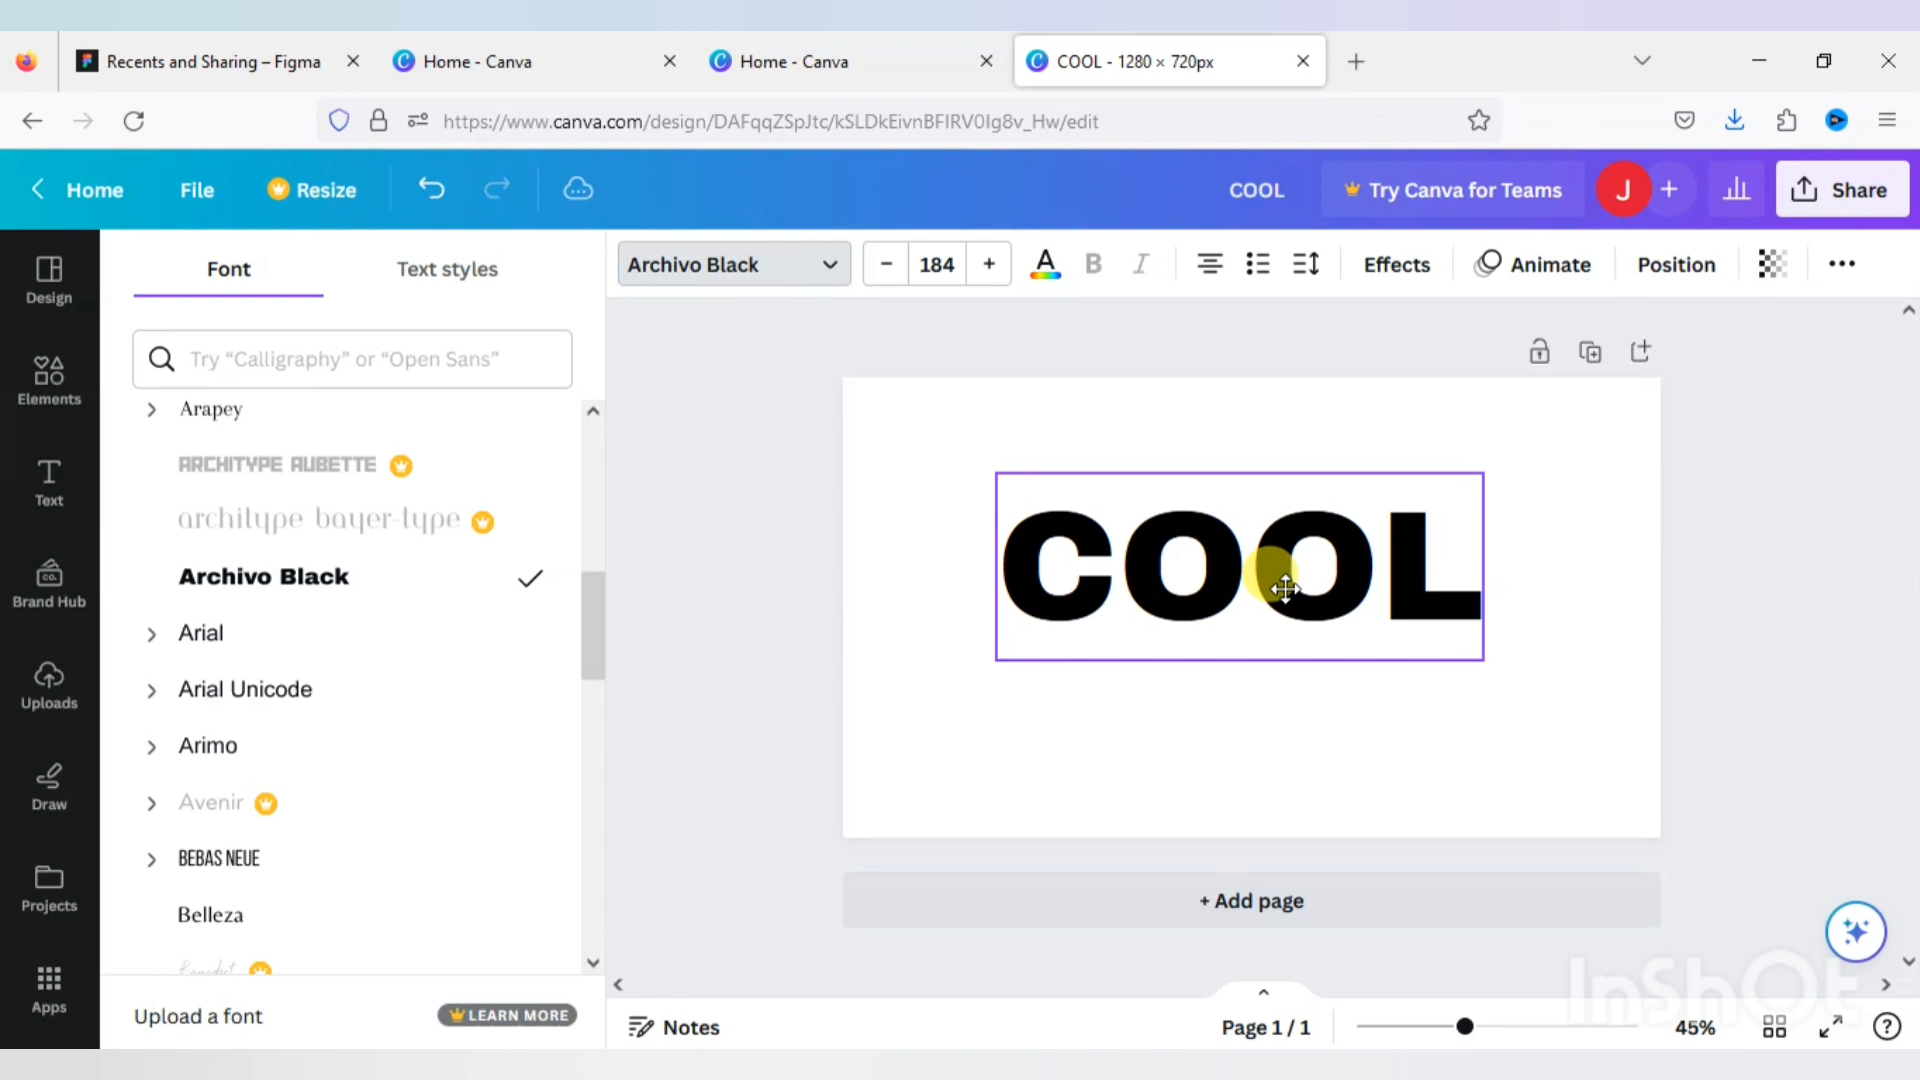 Recents and Sharing – Figma
Home - Canva
Home - Canva
COOL - 1280 × 720px
https://www.canva.com/design/DAFqqZSpJtc/kSLDkEivnBFIRV0Ig8v_Hw/edit
Home
File
Resize
COOL
Try Canva for Teams
J
Share
Design
Elements
Text
Brand Hub
CO.
Uploads
Draw
Projects
Apps
Font
Text styles
Try “Calligraphy” or “Open Sans”
Arapey
ARCHITYPE AUBETTE
architype bayer-type
Archivo Black
Arial
Arial Unicode
Arimo
Avenir
BEBAS NEUE
Belleza
Benedict
Upload a font
LEARN MORE
Archivo Black
184
A
B
I
Effects
Animate
Position
COOL
+ Add page
InShOt
Notes
Page 1 / 1
45%